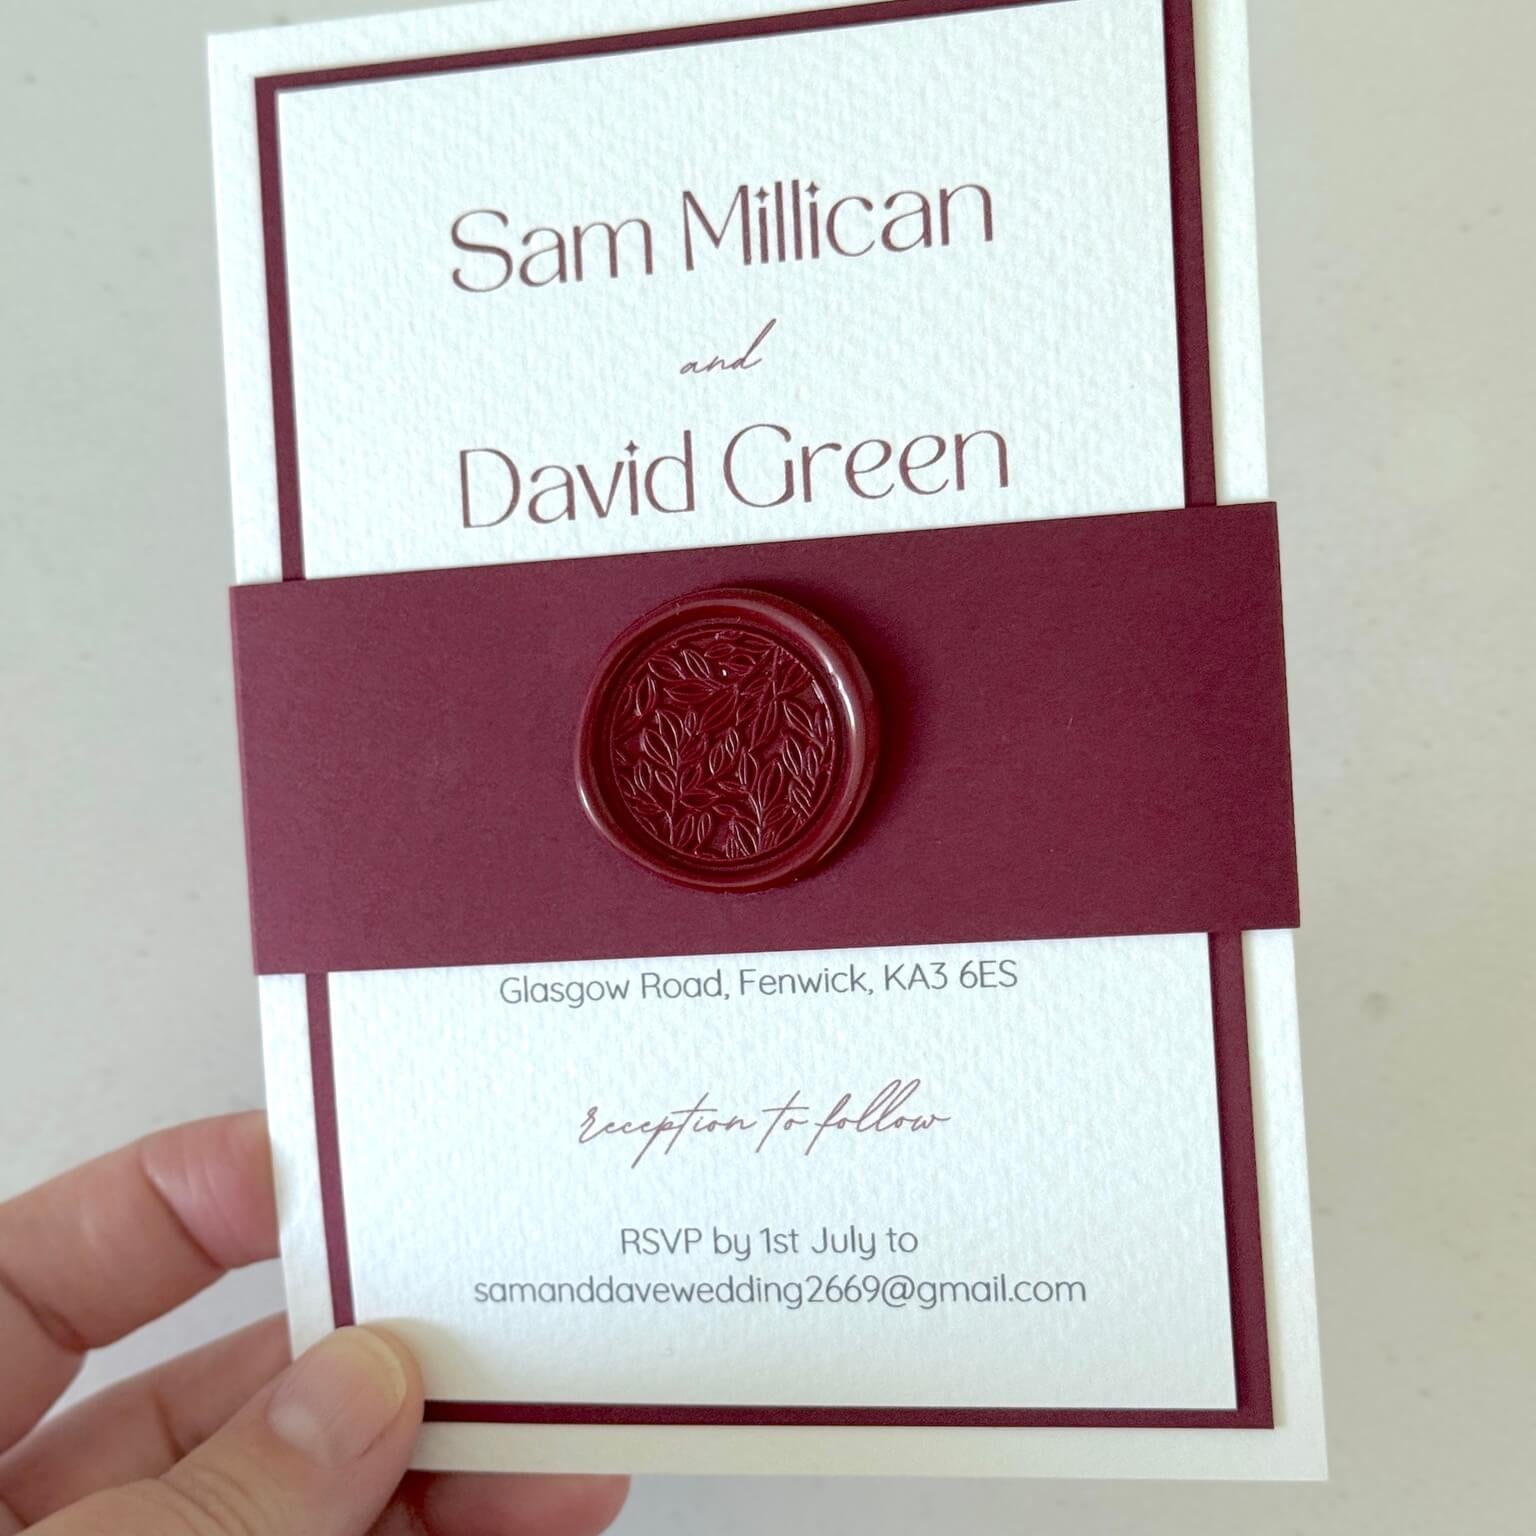 Sam Millican
and
David Green
Glasgow Road, Fenwick, KA3 6ES
reception to follow
RSVP by 1st July to
samanddavewedding2669@gmail.com